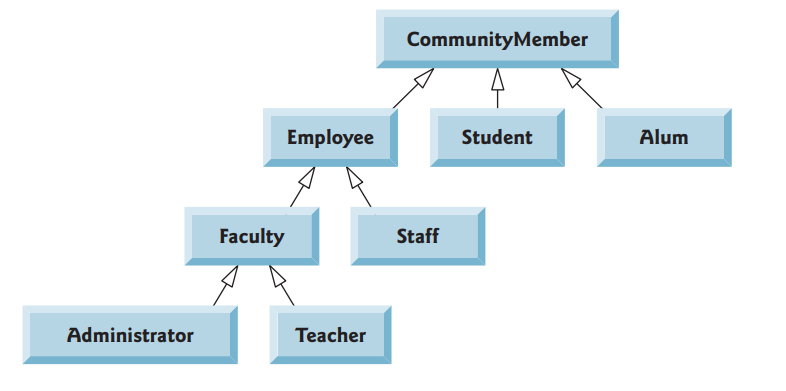 CommunityMember
Employee
Student
Alum
Faculty
Staff
Administrator
Teacher